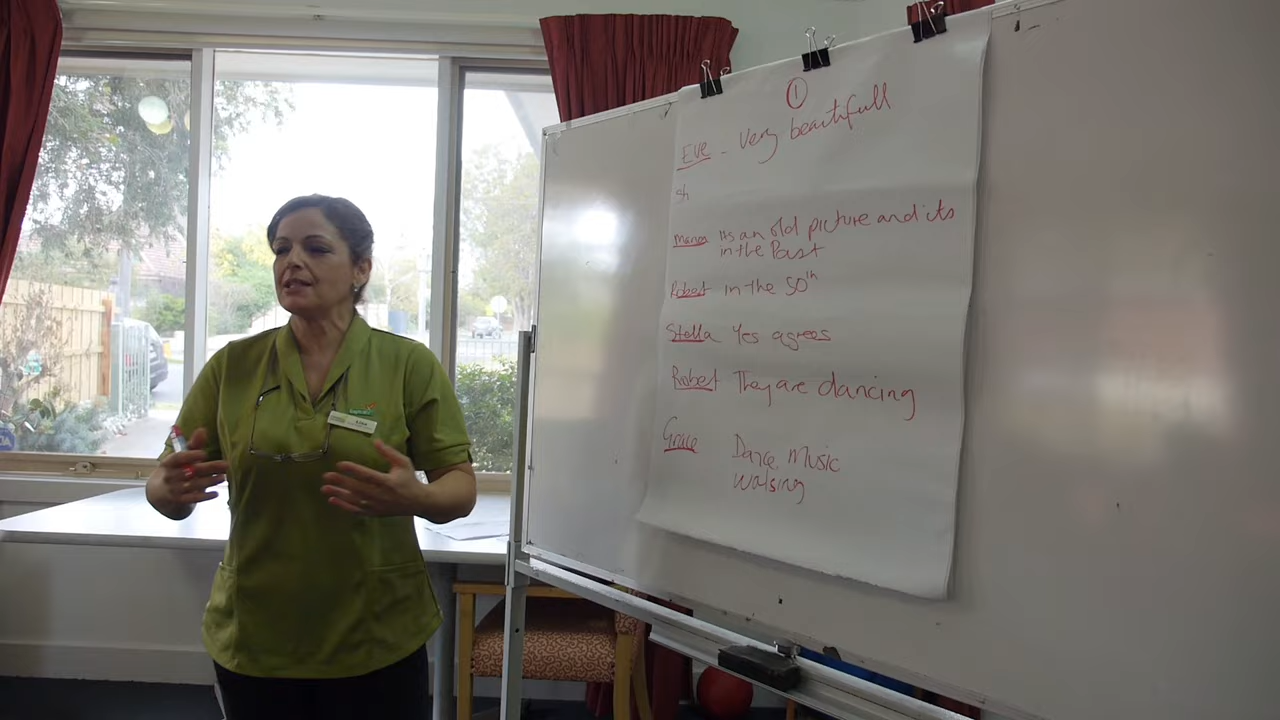 1
Eve - very beautifull
Sh
Its an old picture and its
in the Past
Robert in the 50th
Stella Yes agrees
Robert They are dancing
Grace Dance Music
walsing